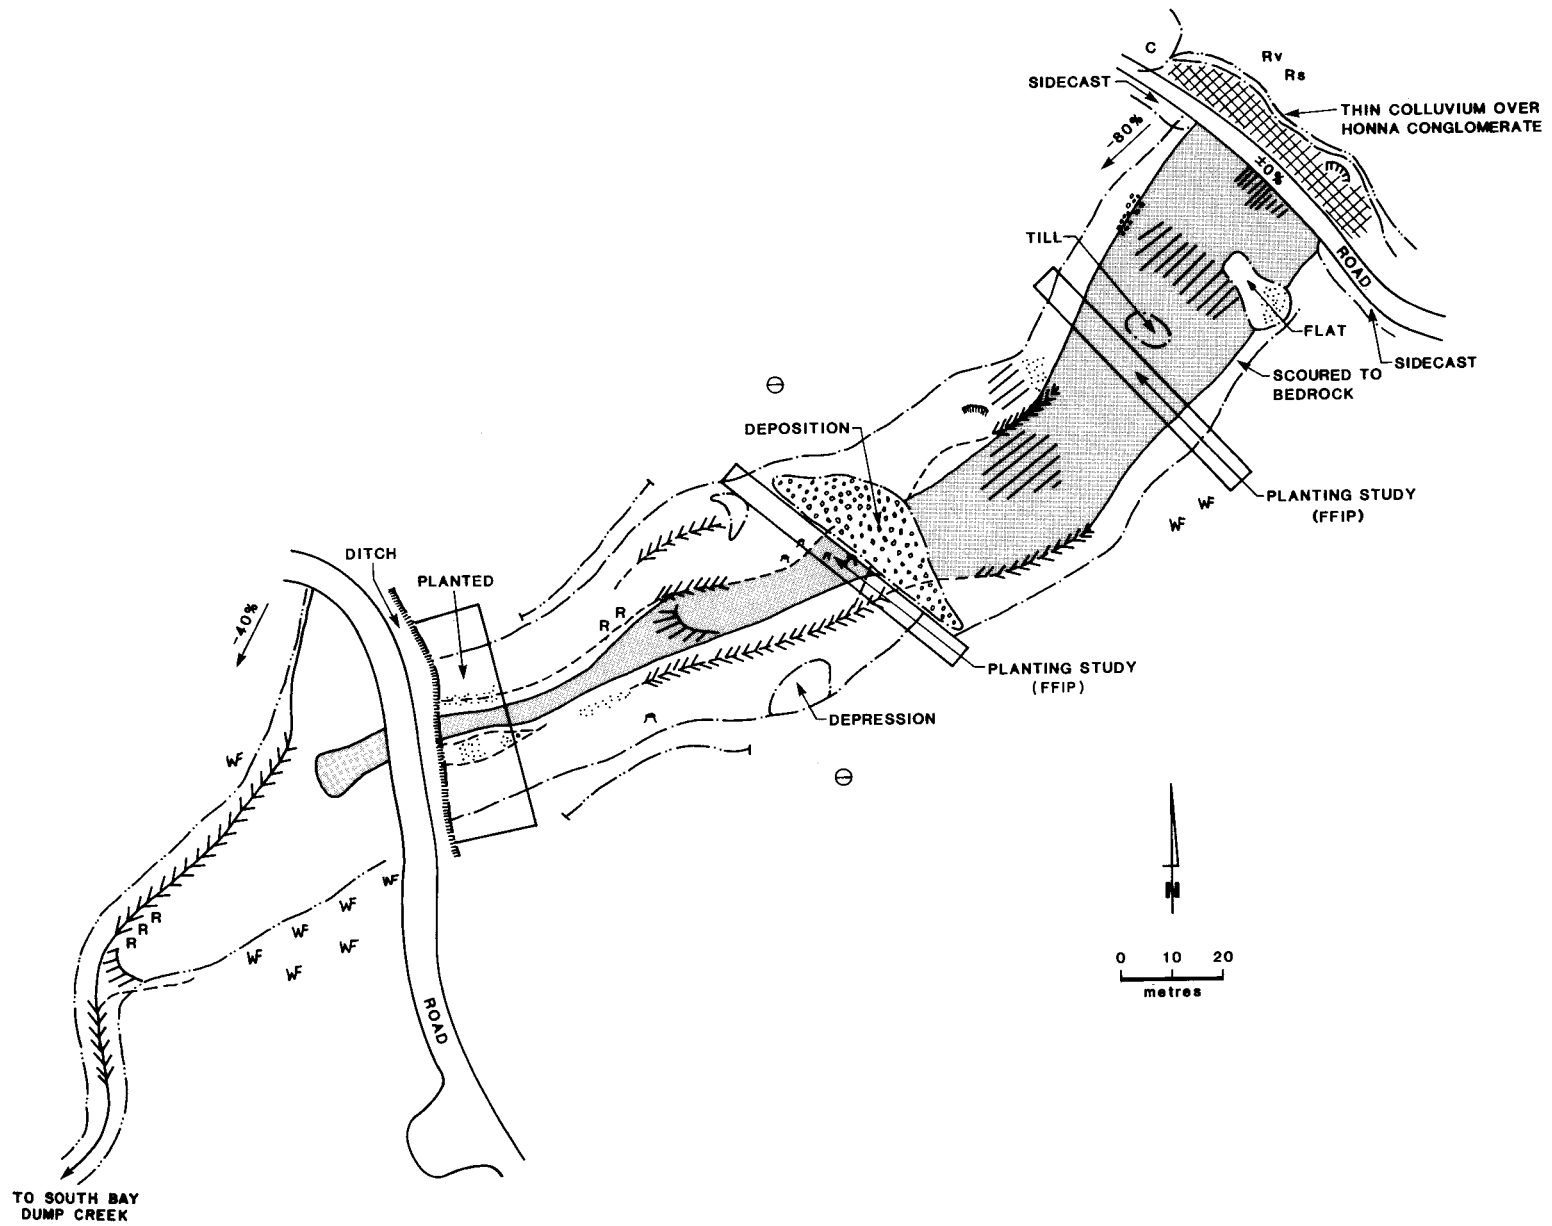 C
Rv
Rs
SIDECAST
THIN COLLUVIUM OVER
HONNA CONGLOMERATE
-80%
±0%
TILL
ROAD
FLAT
SIDECAST
SCOURED TO
BEDROCK
DEPOSITION
PLANTING STUDY
(FFIP)
WF
WF
DITCH
PLANTED
-40%
R
R
PLANTING STUDY
(FFIP)
DEPRESSION
WF
WF
WF
WF
WF
WF
WF
R
R
R
N
0 10 20
metres
ROAD
TO SOUTH BAY
DUMP CREEK